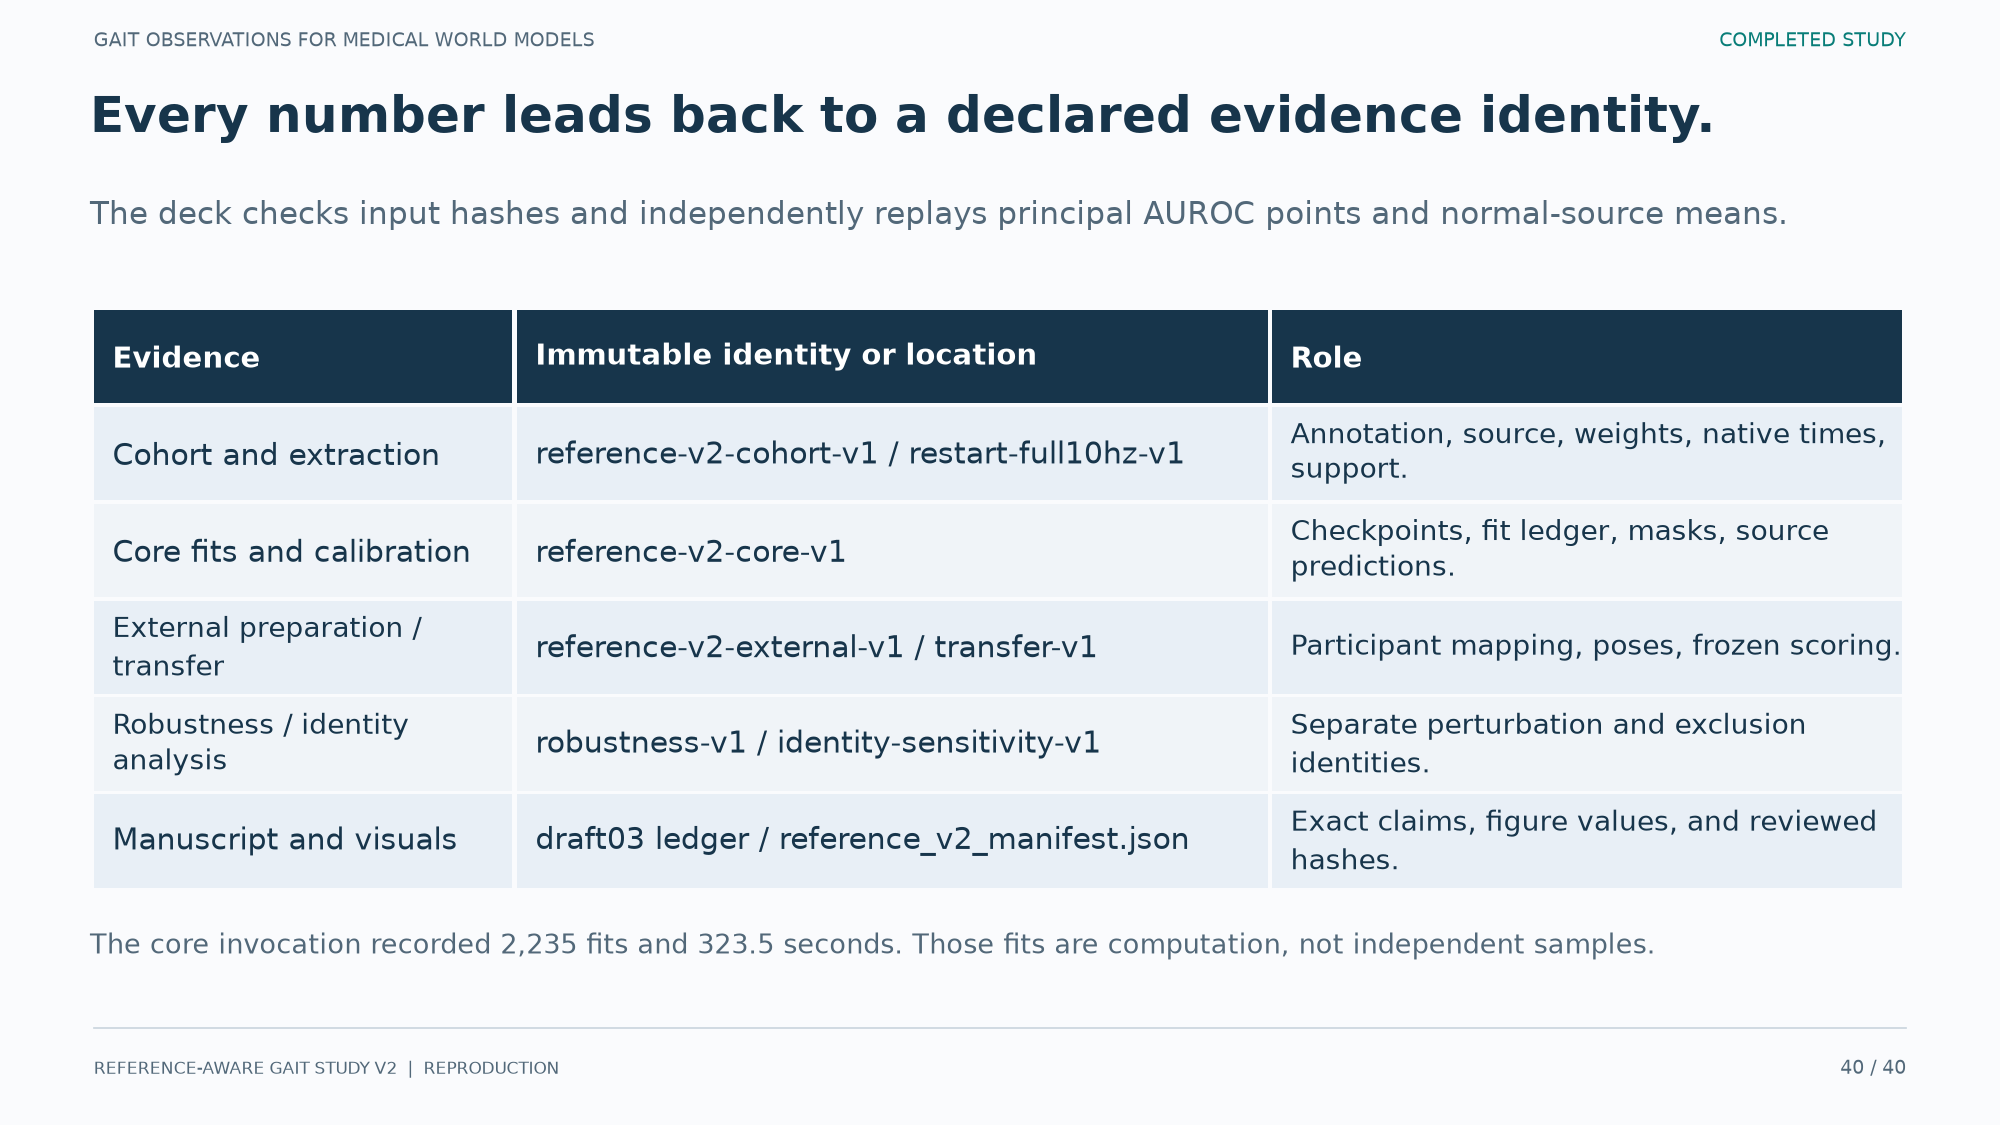 GAIT OBSERVATIONS FOR MEDICAL WORLD MODELS
COMPLETED STUDY
Every number leads back to a declared evidence identity.
The deck checks input hashes and independently replays principal AUROC points and normal-source means.
Evidence
Immutable identity or location
Role
Cohort and extraction
reference-v2-cohort-v1 / restart-full10hz-v1
Annotation, source, weights, native times,
support.
Core fits and calibration
reference-v2-core-v1
Checkpoints, fit ledger, masks, source
predictions.
External preparation /
transfer
reference-v2-external-v1 / transfer-v1
Participant mapping, poses, frozen scoring.
Robustness / identity
analysis
robustness-v1 / identity-sensitivity-v1
Separate perturbation and exclusion
identities.
Manuscript and visuals
draft03 ledger / reference_v2_manifest.json
Exact claims, figure values, and reviewed
hashes.
The core invocation recorded 2,235 fits and 323.5 seconds. Those fits are computation, not independent samples.
REFERENCE-AWARE GAIT STUDY V2 | REPRODUCTION
40 / 40